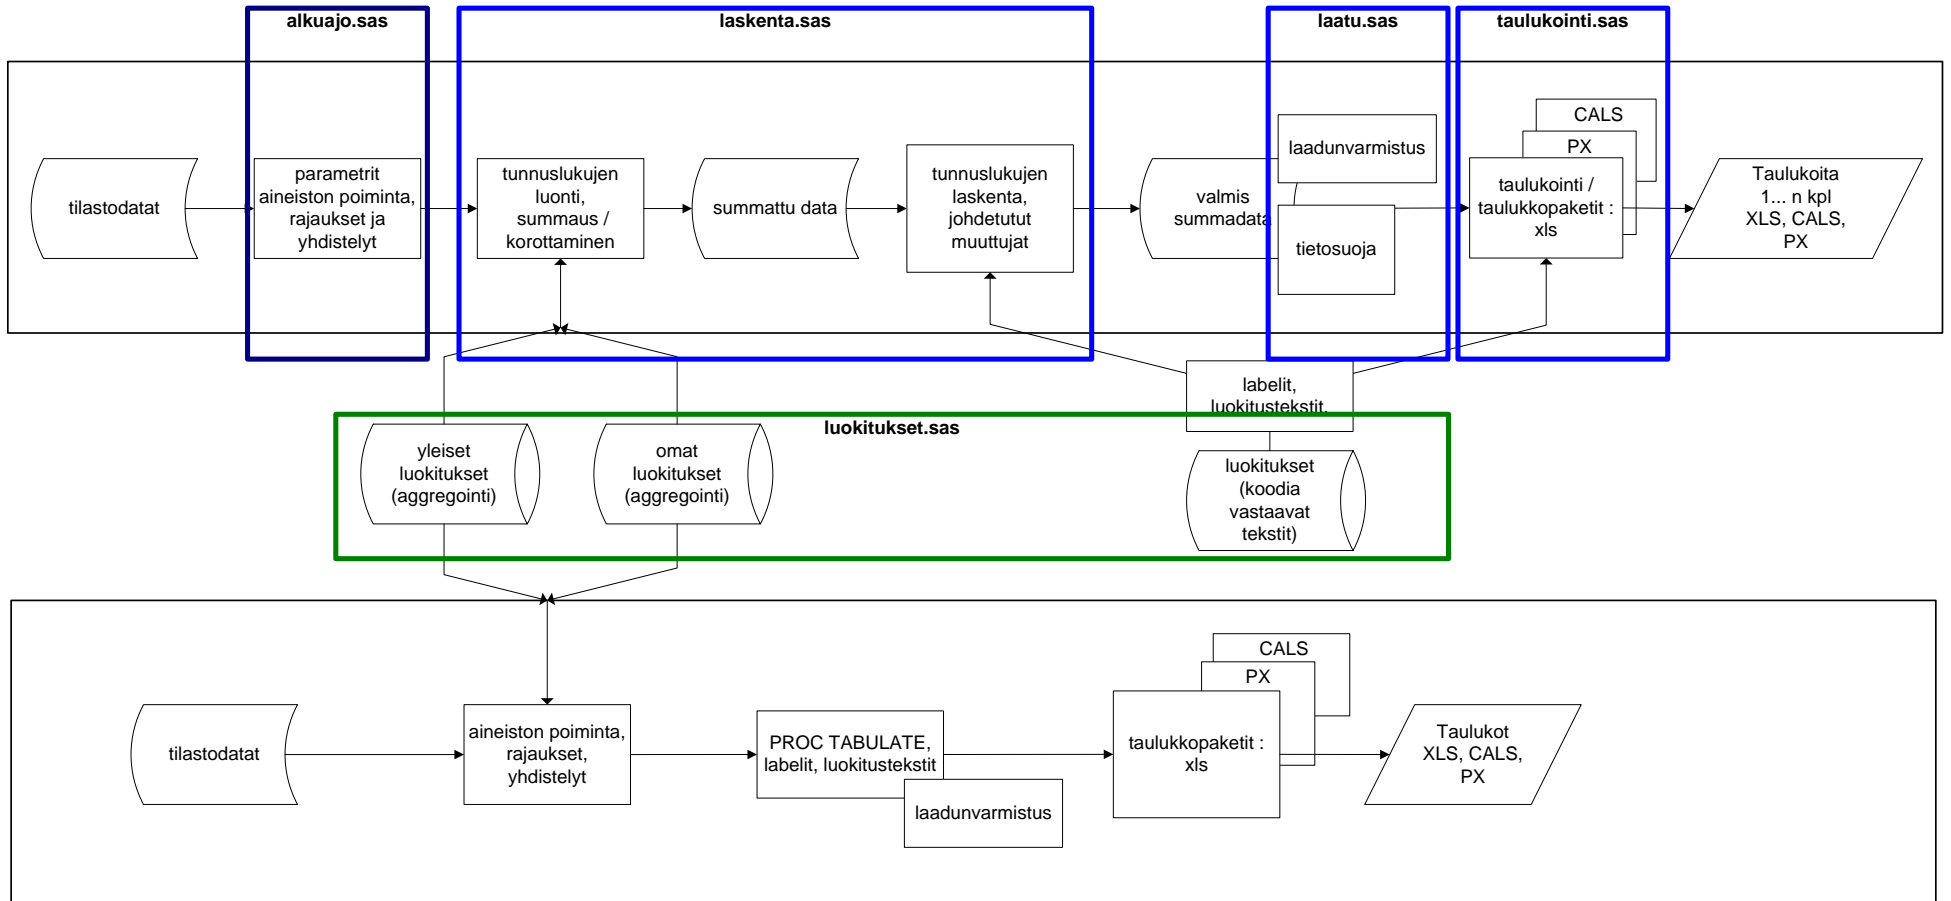 alkuajo.sas
laskenta.sas
laatu.sas
taulukointi.sas
tilastodatat
parametrit
aineiston poiminta,
rajaukset ja
yhdistelyt
tunnuslukujen
luonti,
summaus /
korottaminen
summattu data
tunnuslukujen
laskenta,
johdetutut
muuttujat
valmis
summadata
laadunvarmistus
tietosuoja
CALS
PX
taulukointi /
taulukkopaketit :
xls
Taulukoita
1... n kpl
XLS, CALS,
PX
labelit,
luokitustekstit,
luokitukset.sas
yleiset
luokitukset
(aggregointi)
omat
luokitukset
(aggregointi)
luokitukset
(koodia
vastaavat
tekstit)
tilastodatat
aineiston poiminta,
rajaukset,
yhdistelyt
PROC TABULATE,
labelit, luokitustekstit
laadunvarmistus
CALS
PX
taulukkopaketit :
xls
Taulukot
XLS, CALS,
PX